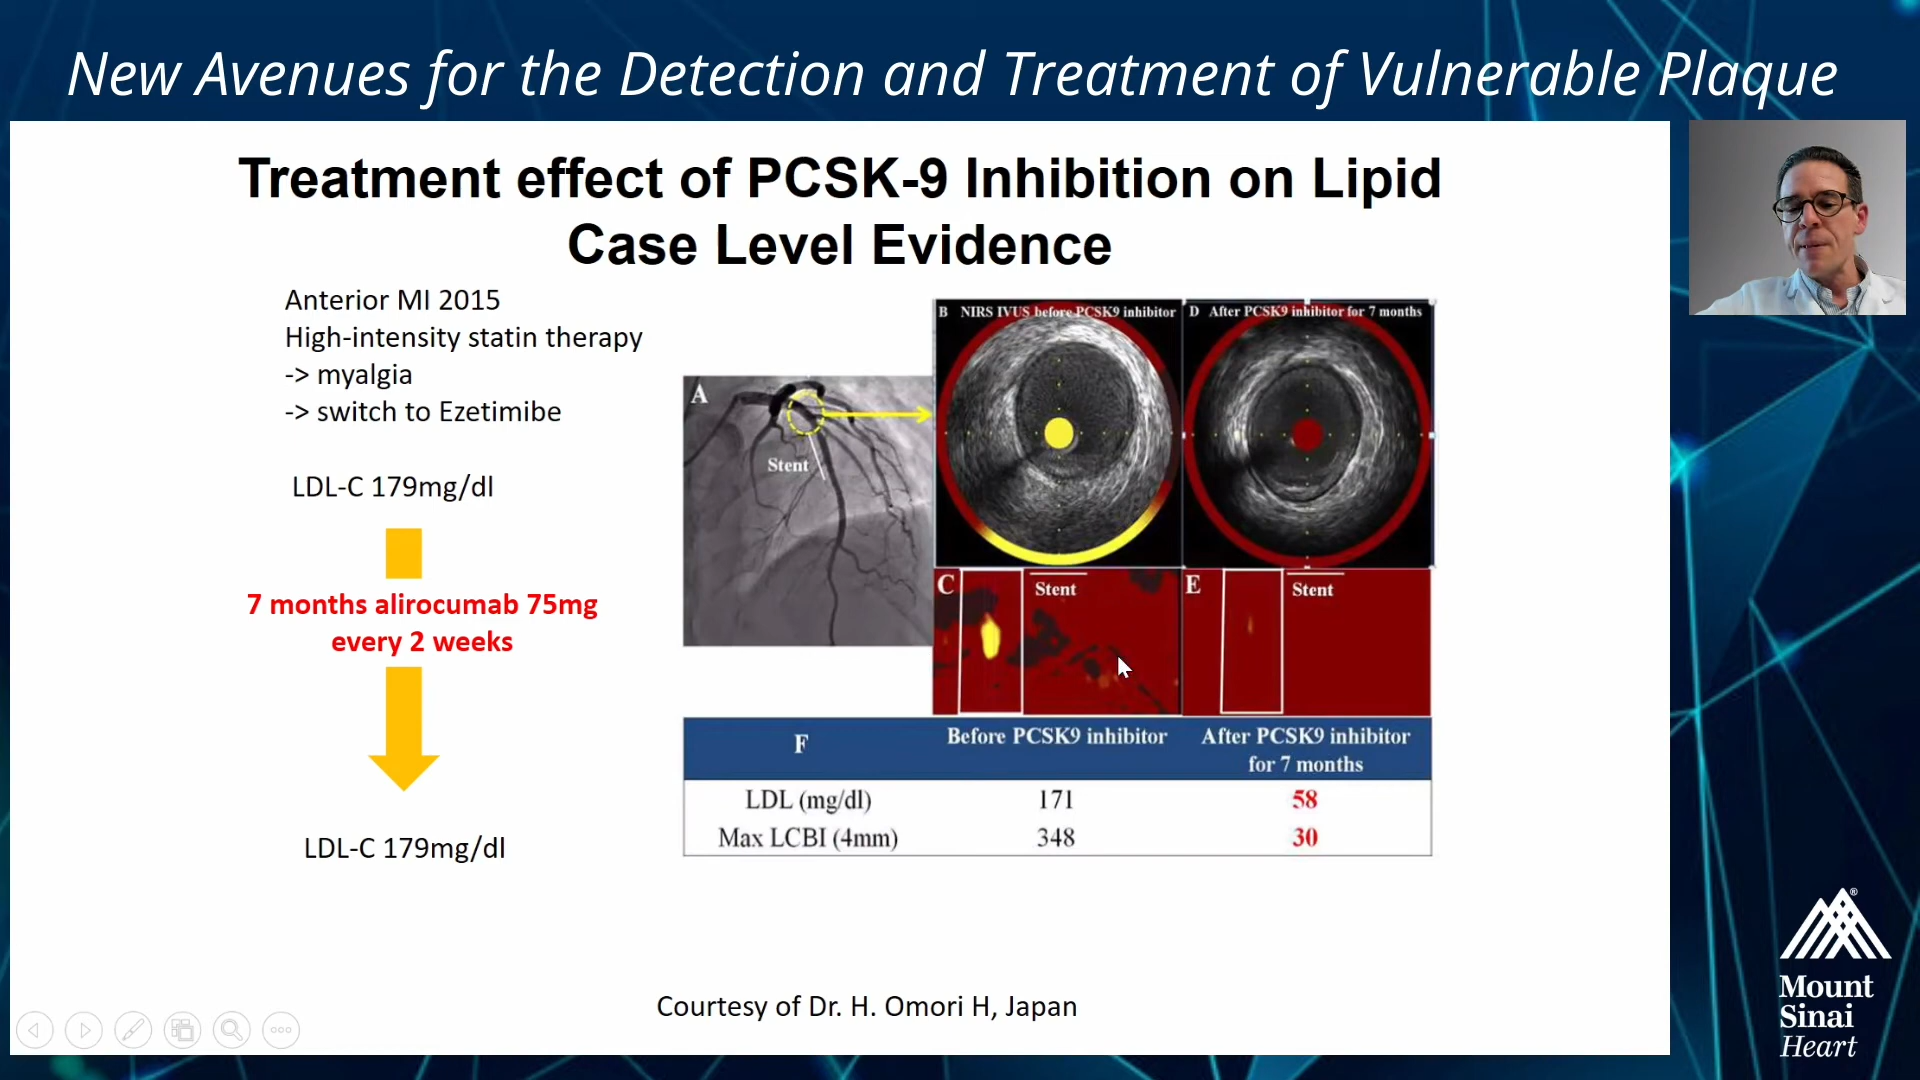 New Avenues for the Detection and Treatment of Vulnerable Plaque
Treatment effect of PCSK-9 Inhibition on Lipid
Case Level Evidence
Anterior MI 2015
High-intensity statin therapy
-> myalgia
-> switch to Ezetimibe
LDL-C 179mg/dl
7 months alirocumab 75mg
every 2 weeks
LDL-C 179mg/dl
A
Stent
B NIRS IVUS before PCSK9 inhibitor
D After PCSK9 inhibitor for 7 months
C
Stent
E
Stent
F
Before PCSK9 inhibitor
After PCSK9 inhibitor
for 7 months
LDL (mg/dl) 171 58
Max LCBI (4mm) 348 30
Courtesy of Dr. H. Omori H, Japan
®
Mount
Sinai
Heart